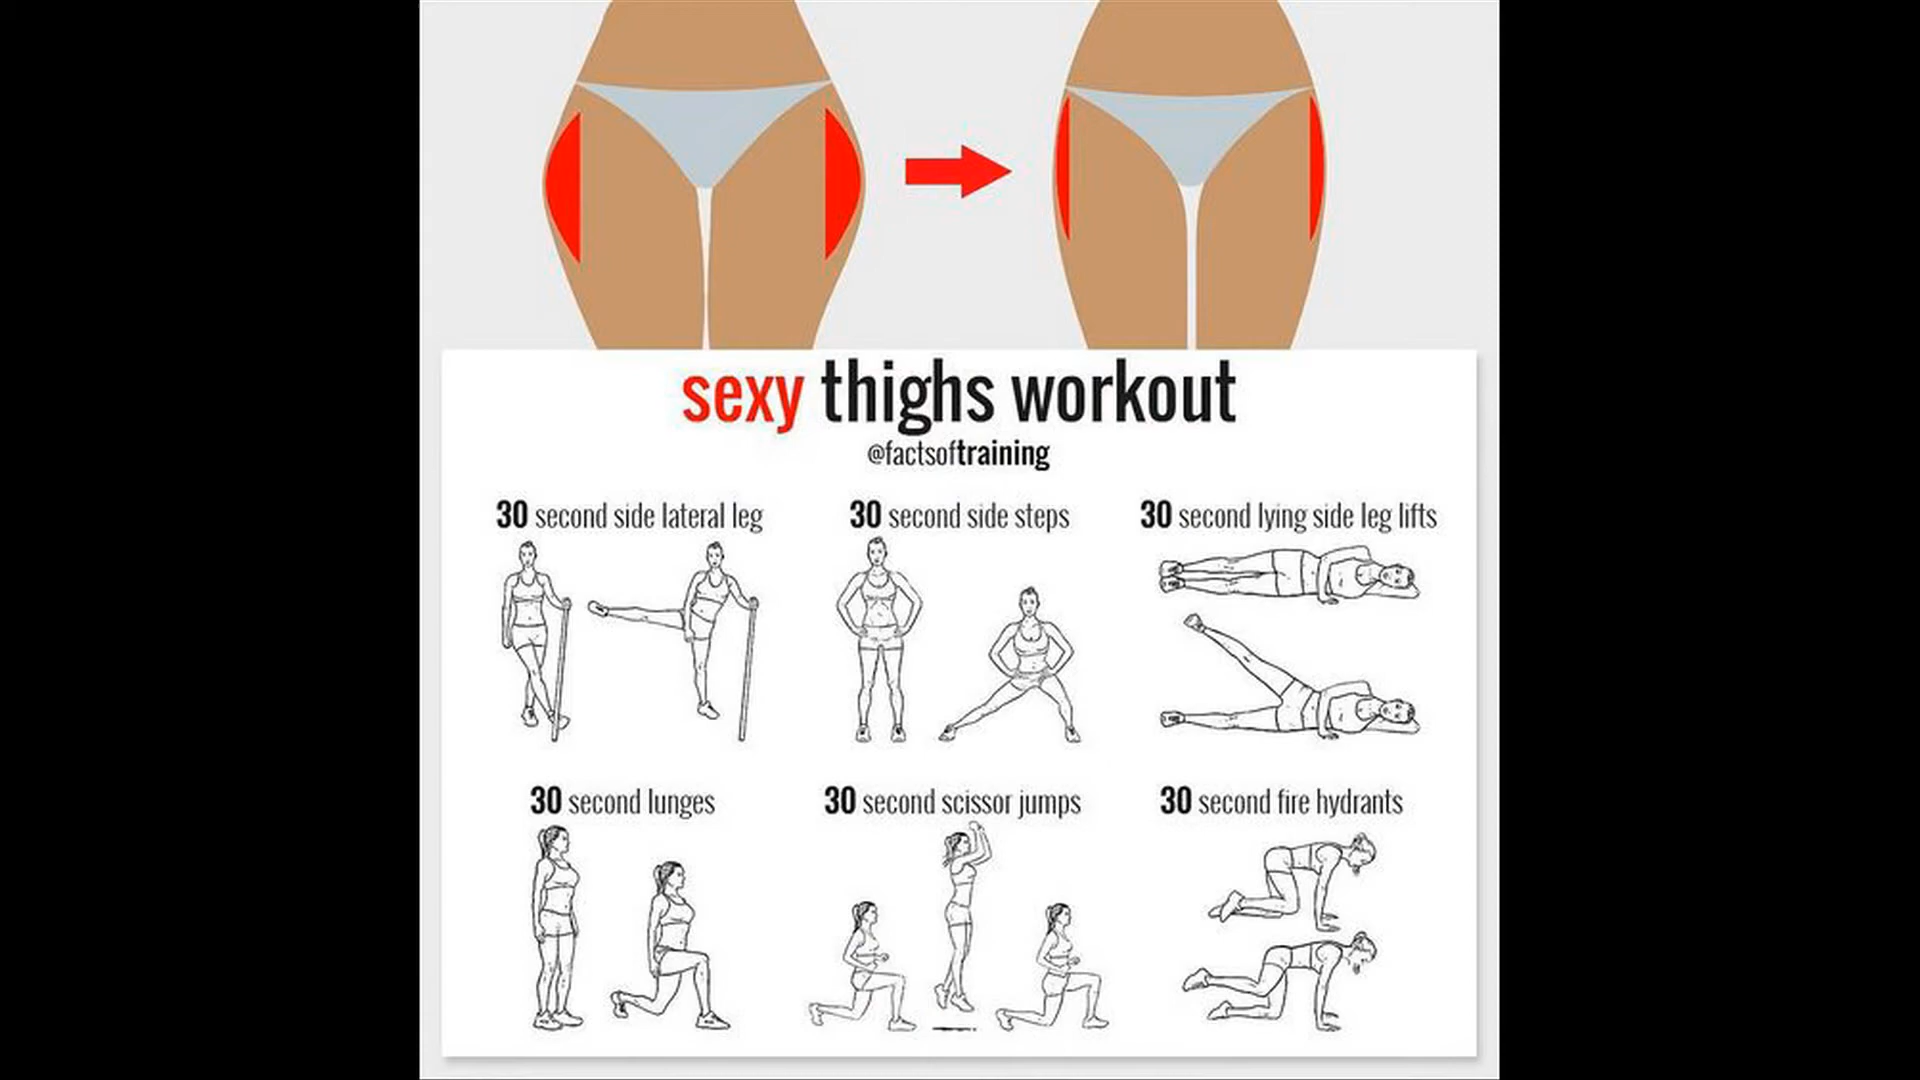 sexy thighs workout
@factsoftraining
30 second side lateral leg
30 second side steps
30 second lying side leg lifts
30 second lunges
30 second scissor jumps
30 second fire hydrants